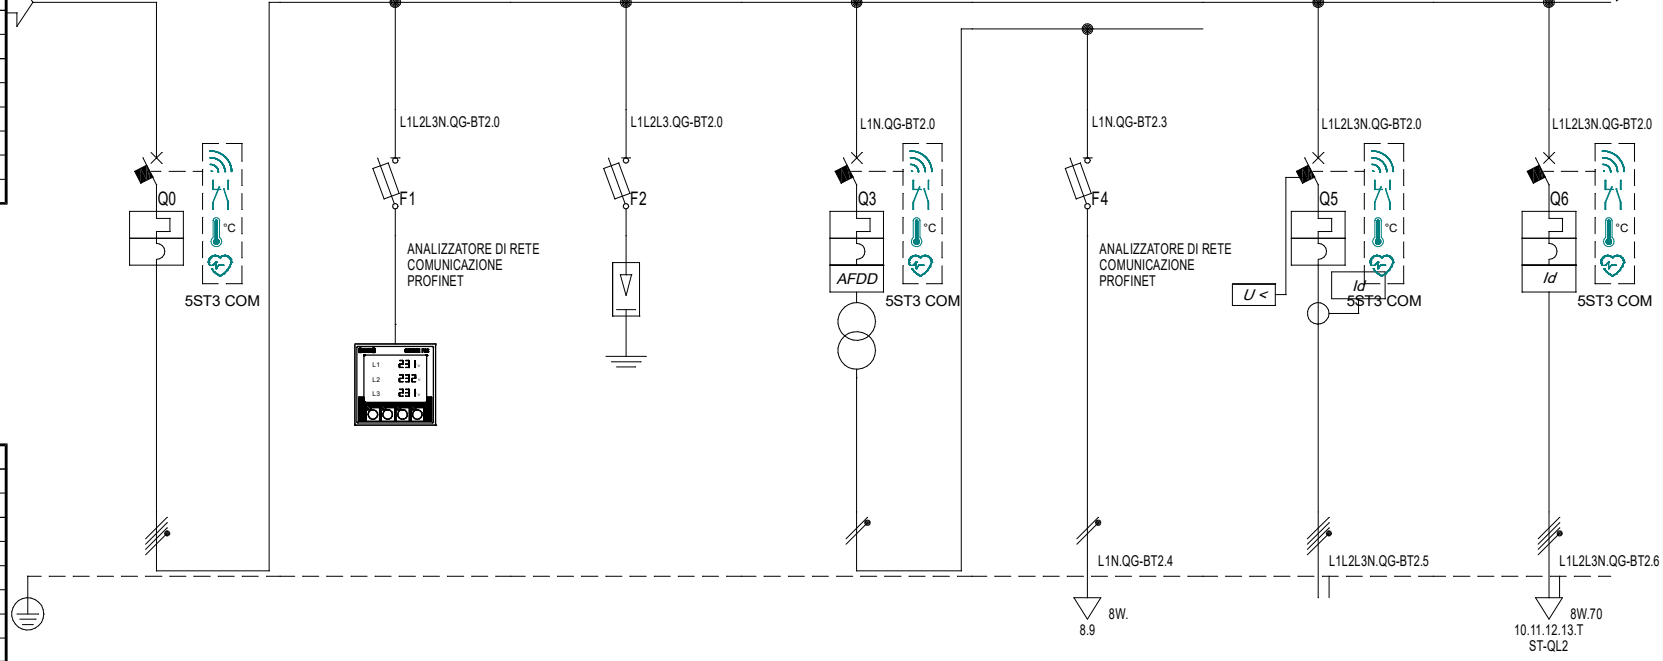 L1L2L3N.QG-BT2.0
L1L2L3.QG-BT2.0
L1N.QG-BT2.0
L1N.QG-BT2.3
L1L2L3N.QG-BT2.0
L1L2L3N.QG-BT2.0
Q0
F1
F2
Q3
F4
Q5
Q6
°C
°C
°C
°C
ANALIZZATORE DI RETE
COMUNICAZIONE
PROFINET
ANALIZZATORE DI RETE
COMUNICAZIONE
PROFINET
AFDD
U <
Id
Id
5ST3 COM
5ST3 COM
5ST3 COM
5ST3 COM
L1 231
L2 232
L3 231
L1N.QG-BT2.4
L1L2L3N.QG-BT2.5
L1L2L3N.QG-BT2.6
8W.
8.9
8W.70
10.11.12.13.T
ST-QL2